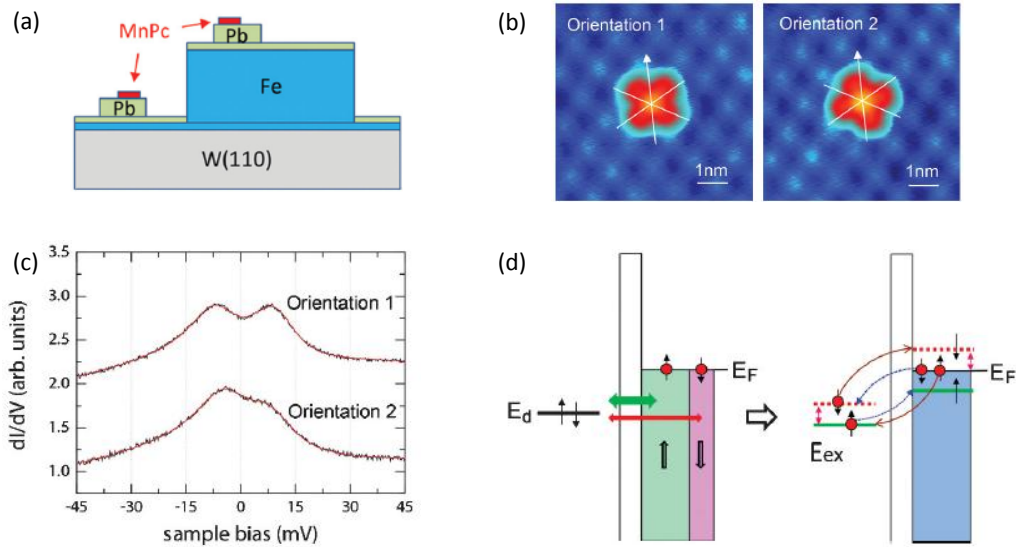 (a)
MnPc
Pb
Fe
Pb
W(110)
(b)
Orientation 1
1nm
Orientation 2
1nm
(c)
dI/dV (arb. units)
3.5
3.0
2.5
2.0
1.5
1.0
Orientation 1
Orientation 2
-45 -30 -15 0 15 30 45
sample bias (mV)
(d)
E_F
E_d
E_F
Eex